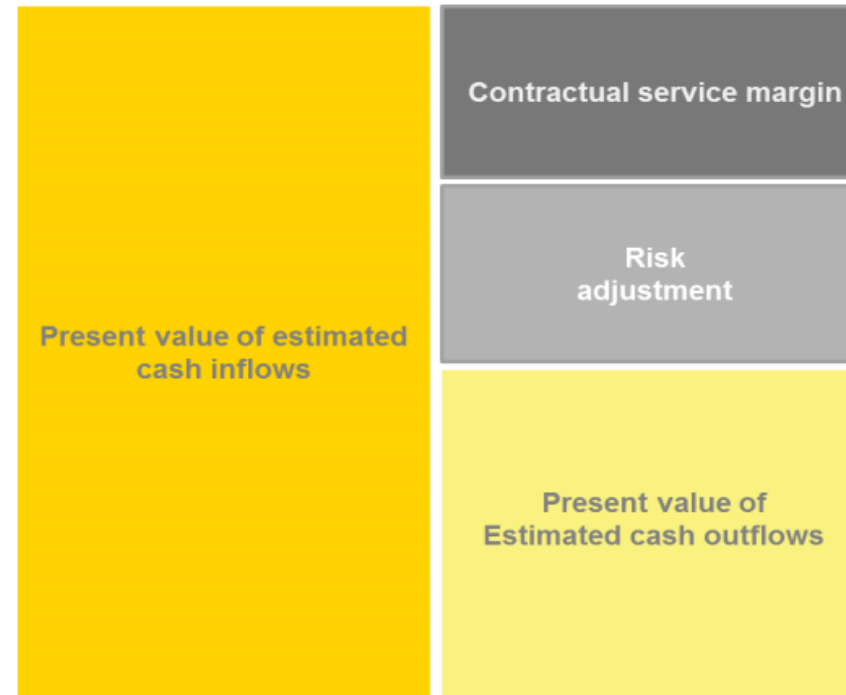 Present value of estimated
cash inflows
Contractual service margin
Risk
adjustment
Present value of
Estimated cash outflows